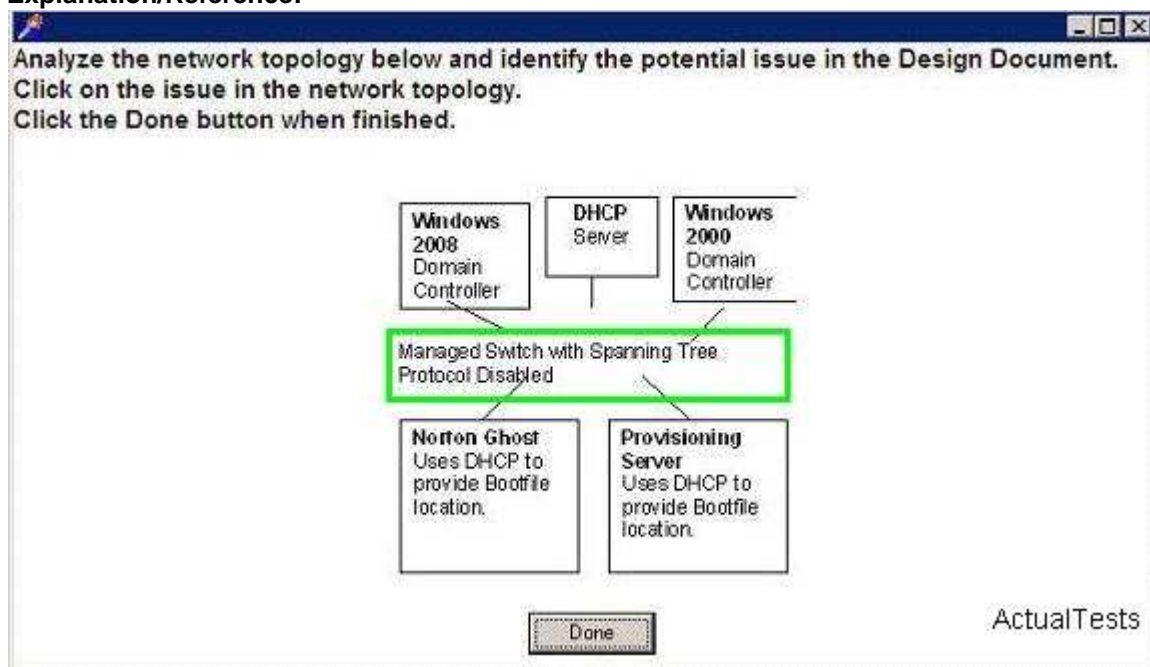 Explanation/Reference:
Analyze the network topology below and identify the potential issue in the Design Document.
Click on the issue in the network topology.
Click the Done button when finished.
Windows
2008
Domain
Controller
DHCP
Server
Windows
2000
Domain
Controller
Managed Switch with Spanning Tree
Protocol Disabled
Norton Ghost
Uses DHCP to
provide Bootfile
location.
Provisioning
Server
Uses DHCP to
provide Bootfile
location.
Done
ActualTests